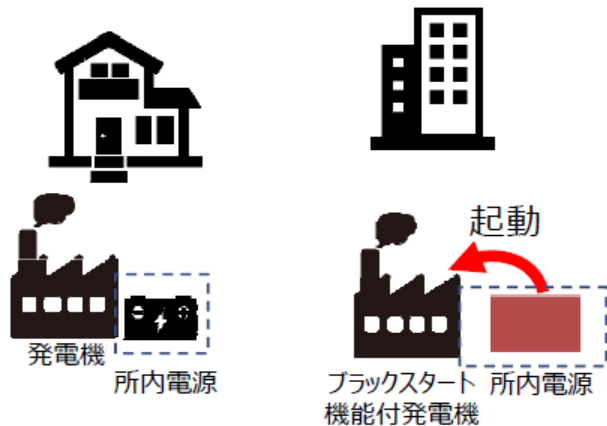 起動
発電機
所内電源
ブラックスタート
機能付発電機
所内電源